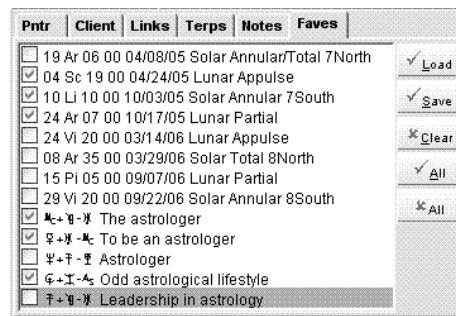 Pntr Client Links Terps Notes Faves
19 Ar 06 00 04/08/05 Solar Annular/Total 7North
04 Sc 19 00 04/24/05 Lunar Appulse
10 Li 10 00 10/03/05 Solar Annular 7South
24 Ar 07 00 10/17/05 Lunar Partial
24 Vi 20 00 03/14/06 Lunar Appulse
08 Ar 35 00 03/29/06 Solar Total 8North
15 Pi 05 00 09/07/06 Lunar Partial
29 Vi 20 00 09/22/06 Solar Annular 8South
The astrologer
To be an astrologer
Astrologer
Odd astrological lifestyle
Leadership in astrology
Load
Save
Clear
All
All